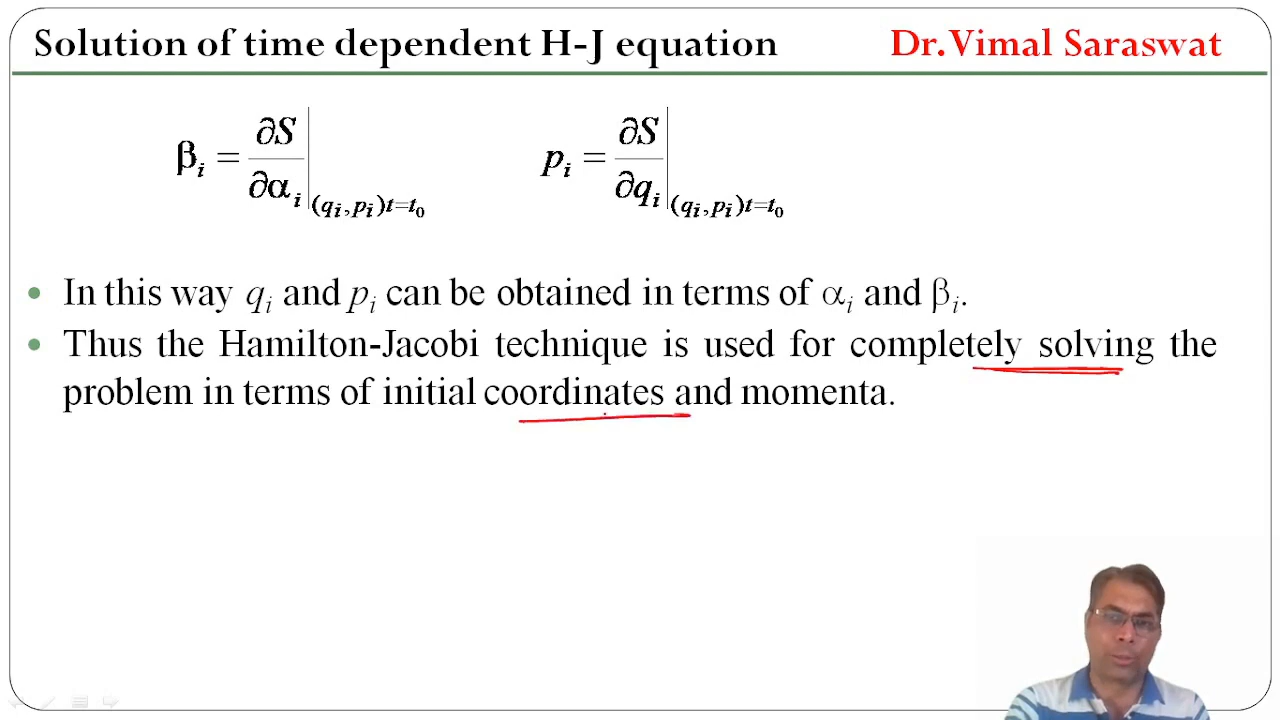 Solution of time dependent H-J equation Dr. Vimal Saraswat
βᵢ = ∂S/∂αᵢ |(qᵢ,pᵢ)t=t₀ pᵢ = ∂S/∂qᵢ |(qᵢ,pᵢ)t=t₀
• In this way qᵢ and pᵢ can be obtained in terms of αᵢ and βᵢ.
• Thus the Hamilton-Jacobi technique is used for completely solving the
problem in terms of initial coordinates and momenta.